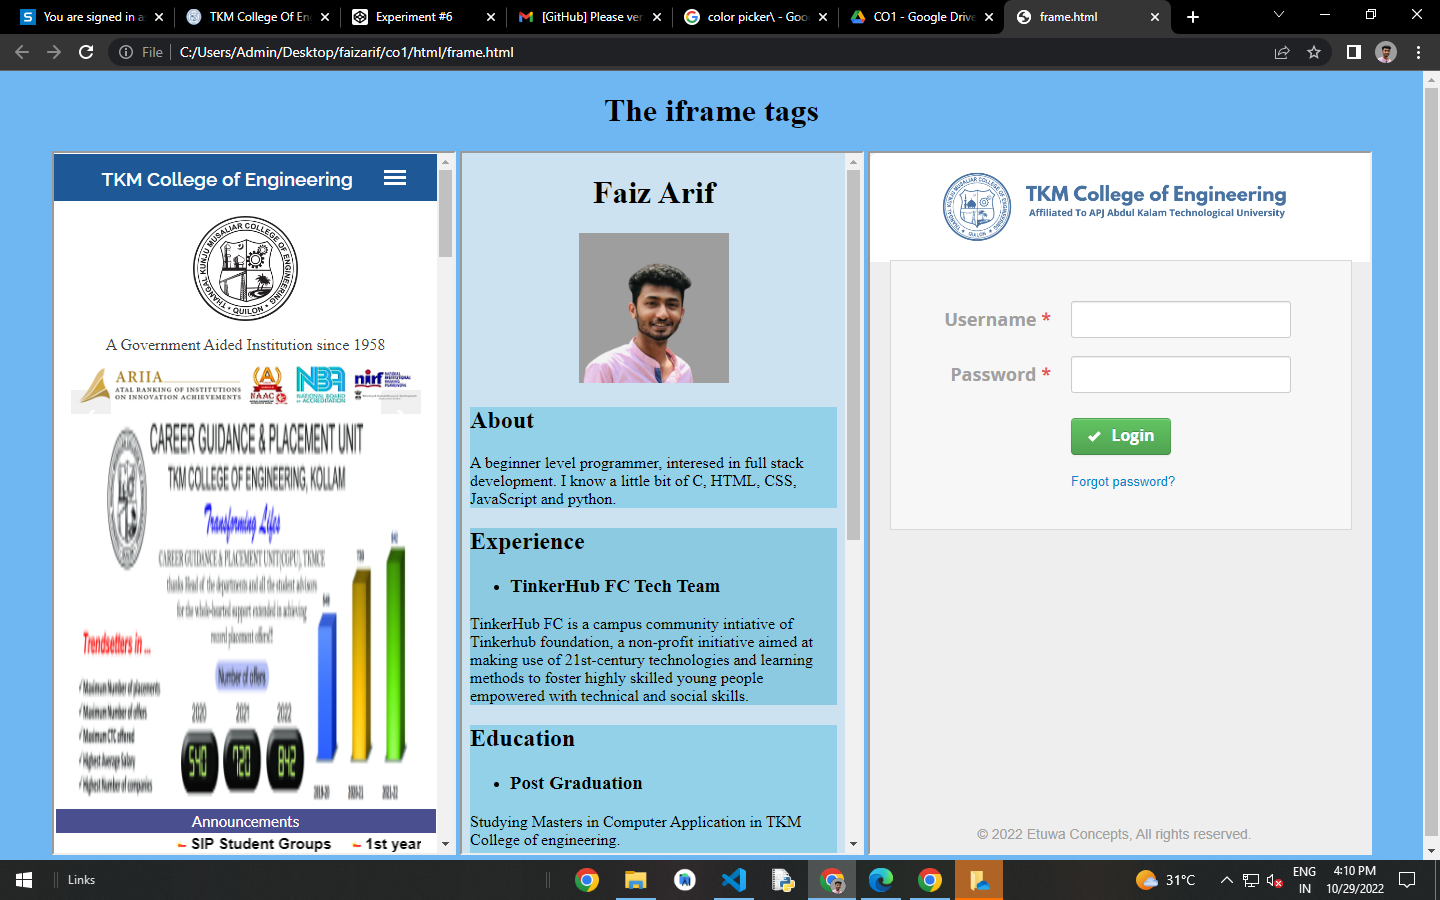 You are signed in a
TKM College Of En
Experiment #6
[GitHub] Please ver
color picker\ - Goo
CO1 - Google Drive
frame.html
File
C:/Users/Admin/Desktop/faizarif/co1/html/frame.html
The iframe tags
TKM College of Engineering
THANGAL KUNJU MUSALIAR COLLEGE OF ENGINEERING
QUILON
A Government Aided Institution since 1958
ARIIA
ATAL RANKING OF INSTITUTIONS
ON INNOVATION ACHIEVEMENTS
NAAC
NBA
NATIONAL BOARD
of ACCREDITATION
nirf
CAREER GUIDANCE & PLACEMENT UNIT
TKM COLLEGE OF ENGINEERING, KOLLAM
Transforming Lifes
CAREER GUIDANCE & PLACEMENT UNIT(CGPU), TKMCE
thanks Head of the departments and all the student advisors
for the whole-hearted support extended in achieving
record placement offers!!
Trendsetters in ...
Number of offers
✓Maximum Number of placements
✓Maximum Number of offers
✓Maximum CTC offered
✓Highest Average Salary
✓Highest Number of companies
2020 2021 2022
540 720 842
540
720
842
2019-20 2020-21 2021-22
Announcements
SIP Student Groups 1st year
Faiz Arif
About
A beginner level programmer, interesed in full stack
development. I know a little bit of C, HTML, CSS,
JavaScript and python.
Experience
• TinkerHub FC Tech Team
TinkerHub FC is a campus community intiative of
Tinkerhub foundation, a non-profit initiative aimed at
making use of 21st-century technologies and learning
methods to foster highly skilled young people
empowered with technical and social skills.
Education
• Post Graduation
Studying Masters in Computer Application in TKM
College of engineering.
TKM College of Engineering
Affiliated To APJ Abdul Kalam Technological University
Username *
Password *
Login
Forgot password?
© 2022 Etuwa Concepts, All rights reserved.
Links
31°C
ENG
IN
4:10 PM
10/29/2022